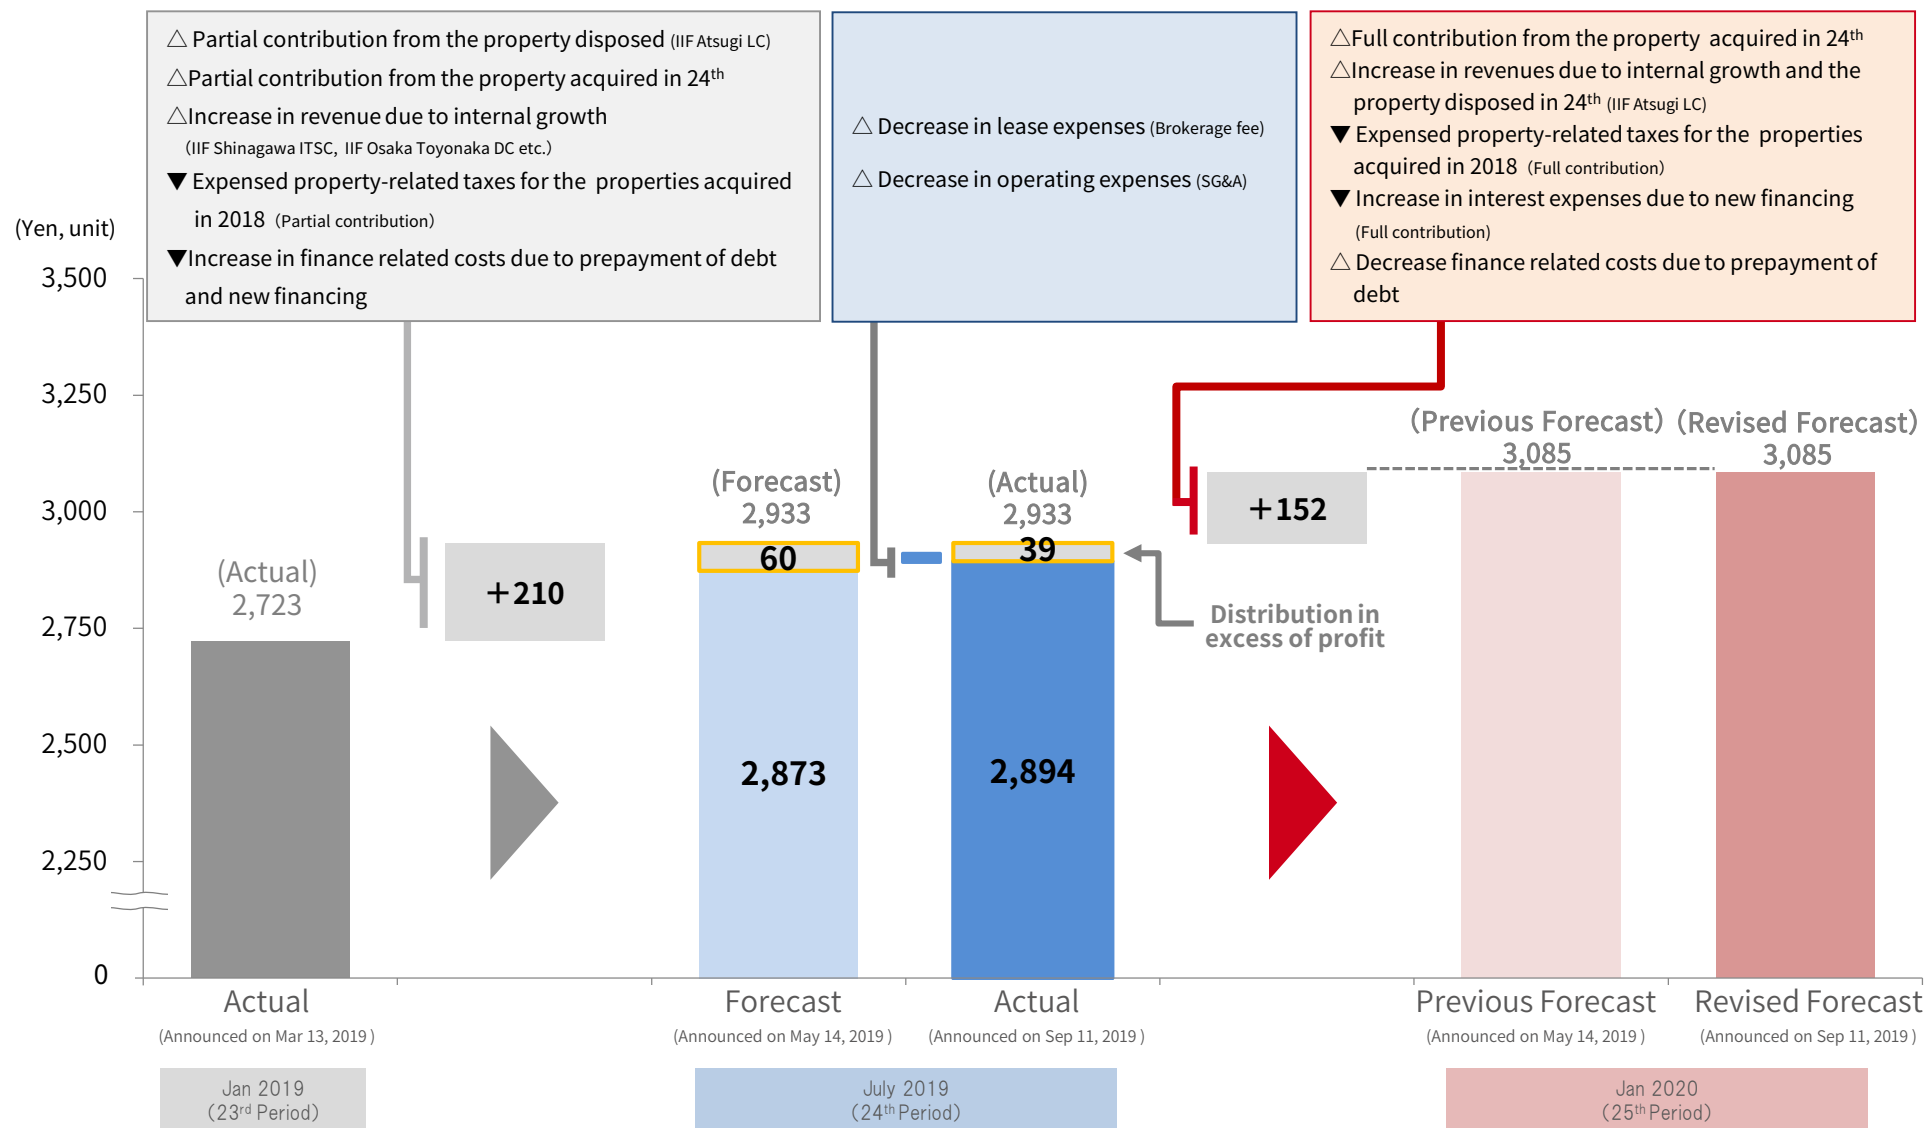 △ Partial contribution from the property disposed (IIF Atsugi LC)
△Partial contribution from the property acquired in 24th
△Increase in revenue due to internal growth
(IIF Shinagawa ITSC, IIF Osaka Toyonaka DC etc.)
▼ Expensed property-related taxes for the properties acquired
in 2018 (Partial contribution)
▼Increase in finance related costs due to prepayment of debt
and new financing
△ Decrease in lease expenses (Brokerage fee)
△ Decrease in operating expenses (SG&A)
△Full contribution from the property acquired in 24th
△Increase in revenues due to internal growth and the
property disposed in 24th (IIF Atsugi LC)
▼ Expensed property-related taxes for the properties
acquired in 2018 (Full contribution)
▼ Increase in interest expenses due to new financing
(Full contribution)
△ Decrease finance related costs due to prepayment of
debt
(Yen, unit)
3,500
3,250
3,000
2,750
2,500
2,250
0
(Actual)
2,723
+210
(Forecast)
2,933
60
2,873
(Actual)
2,933
39
2,894
Distribution in
excess of profit
+152
(Previous Forecast)
3,085
(Revised Forecast)
3,085
Actual
(Announced on Mar 13, 2019 )
Forecast
(Announced on May 14, 2019 )
Actual
(Announced on Sep 11, 2019 )
Previous Forecast
(Announced on May 14, 2019 )
Revised Forecast
(Announced on Sep 11, 2019 )
Jan 2019
(23rd Period)
July 2019
(24th Period)
Jan 2020
(25th Period)